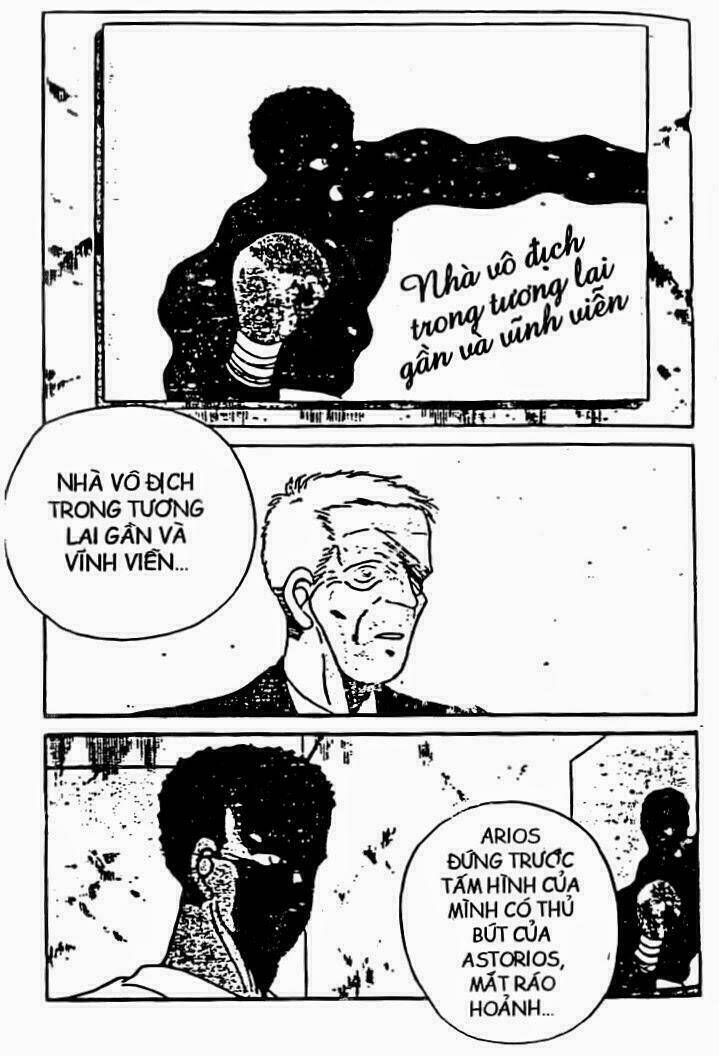 Nhà vô địch
trong tương lai
gần và vĩnh viễn
NHÀ VÔ ĐỊCH
TRONG TƯƠNG
LAI GẦN VÀ
VĨNH VIỄN...
ARIOS
ĐỨNG TRƯỚC
TẤM HÌNH CỦA
MÌNH CÓ THỦ
BÚT CỦA
ASTORIOS,
MẮT RÁO
HOẢNH...